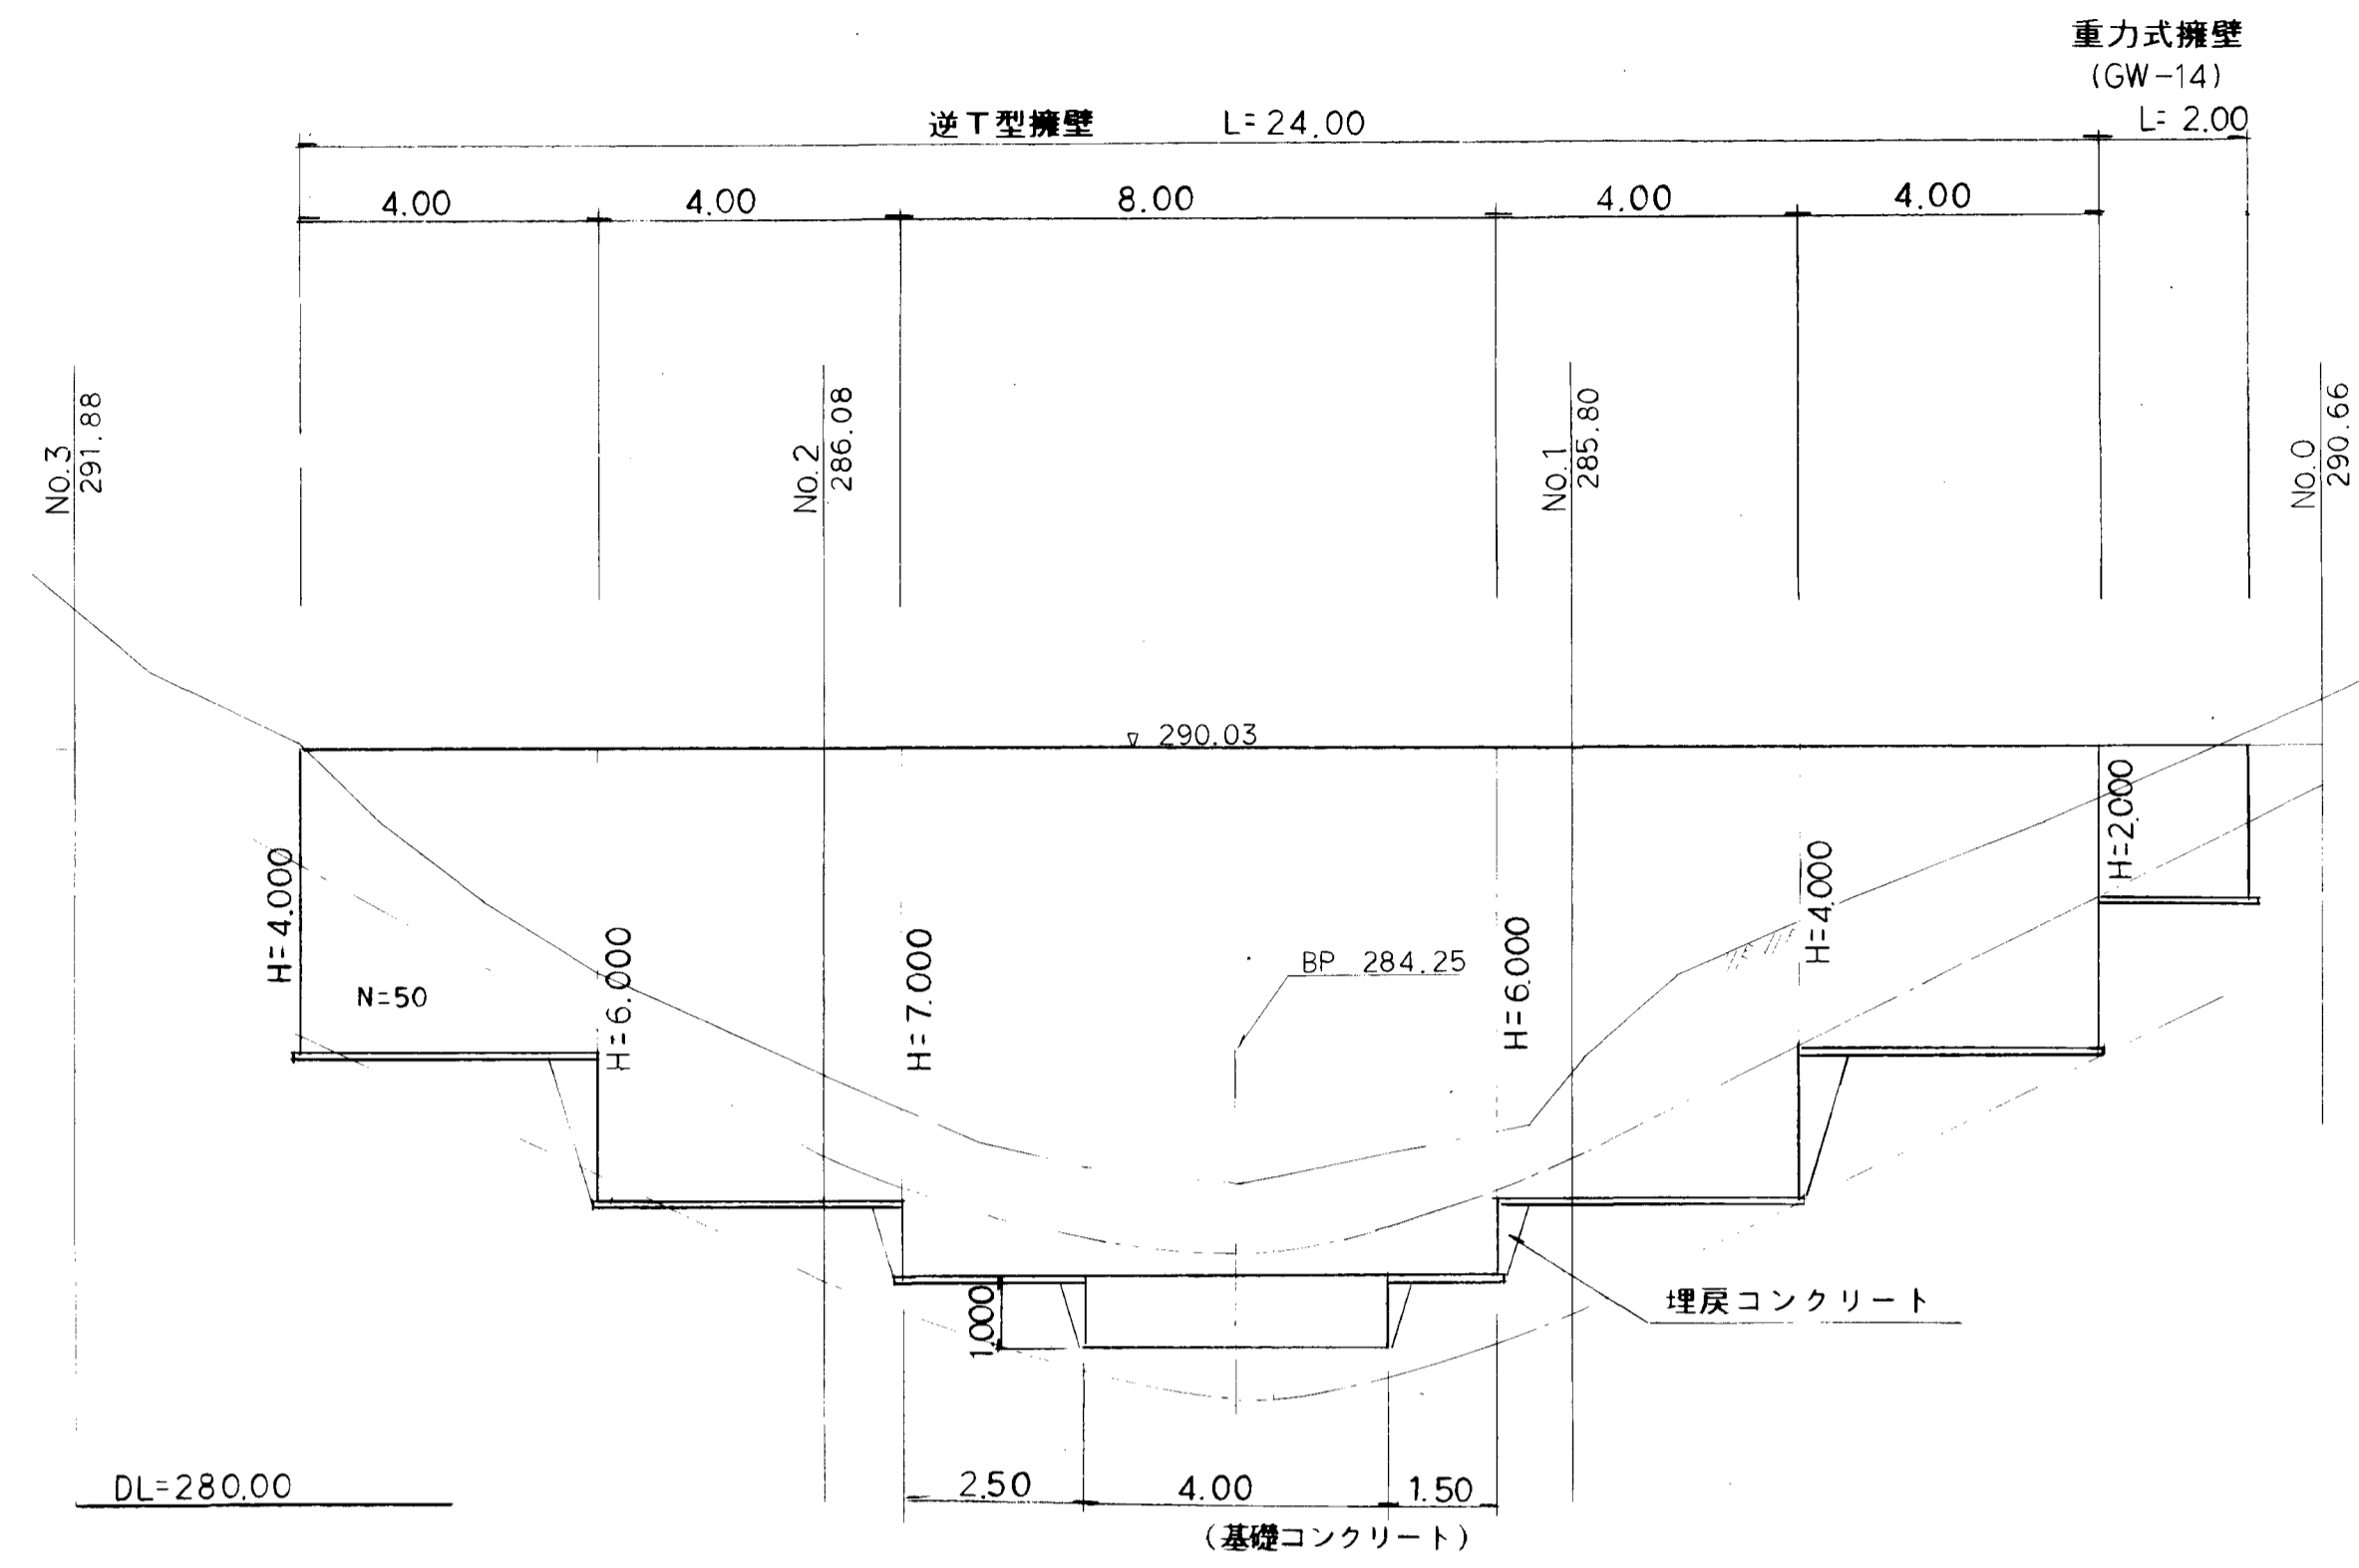 重力式擁壁
(GW-14)
逆T型擁壁 L=24.00
L= 2.00
4.00 4.00 8.00 4.00 4.00
No.3
291.88
No.2
286.08
No.1
285.80
No.0
290.66
290.03
H=4.000
H=6.000
H=7.000
H=6.000
H=4.000
H=2.000
N=50
BP 284.25
1.000
埋戻コンクリート
DL=280.00
2.50 4.00 1.50
(基礎コンクリート)